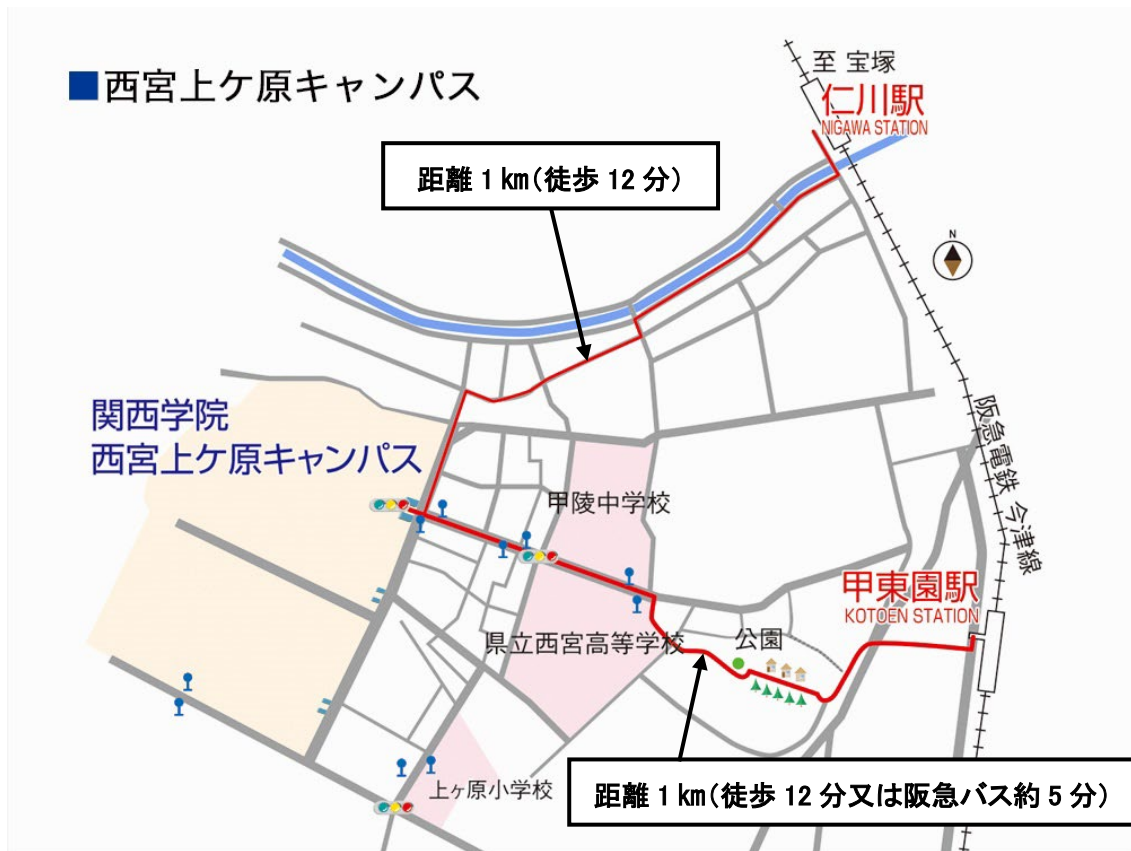 ■西宮上ケ原キャンパス
至 宝塚
仁川駅
NIGAWA STATION
距離 1 ㎞（徒歩 12 分）
N
関西学院
西宮上ケ原キャンパス
阪急電鉄 今津線
甲陵中学校
甲東園駅
KOTOEN STATION
県立西宮高等学校
公園
上ヶ原小学校
距離 1 ㎞（徒歩 12 分又は阪急バス約 5 分）